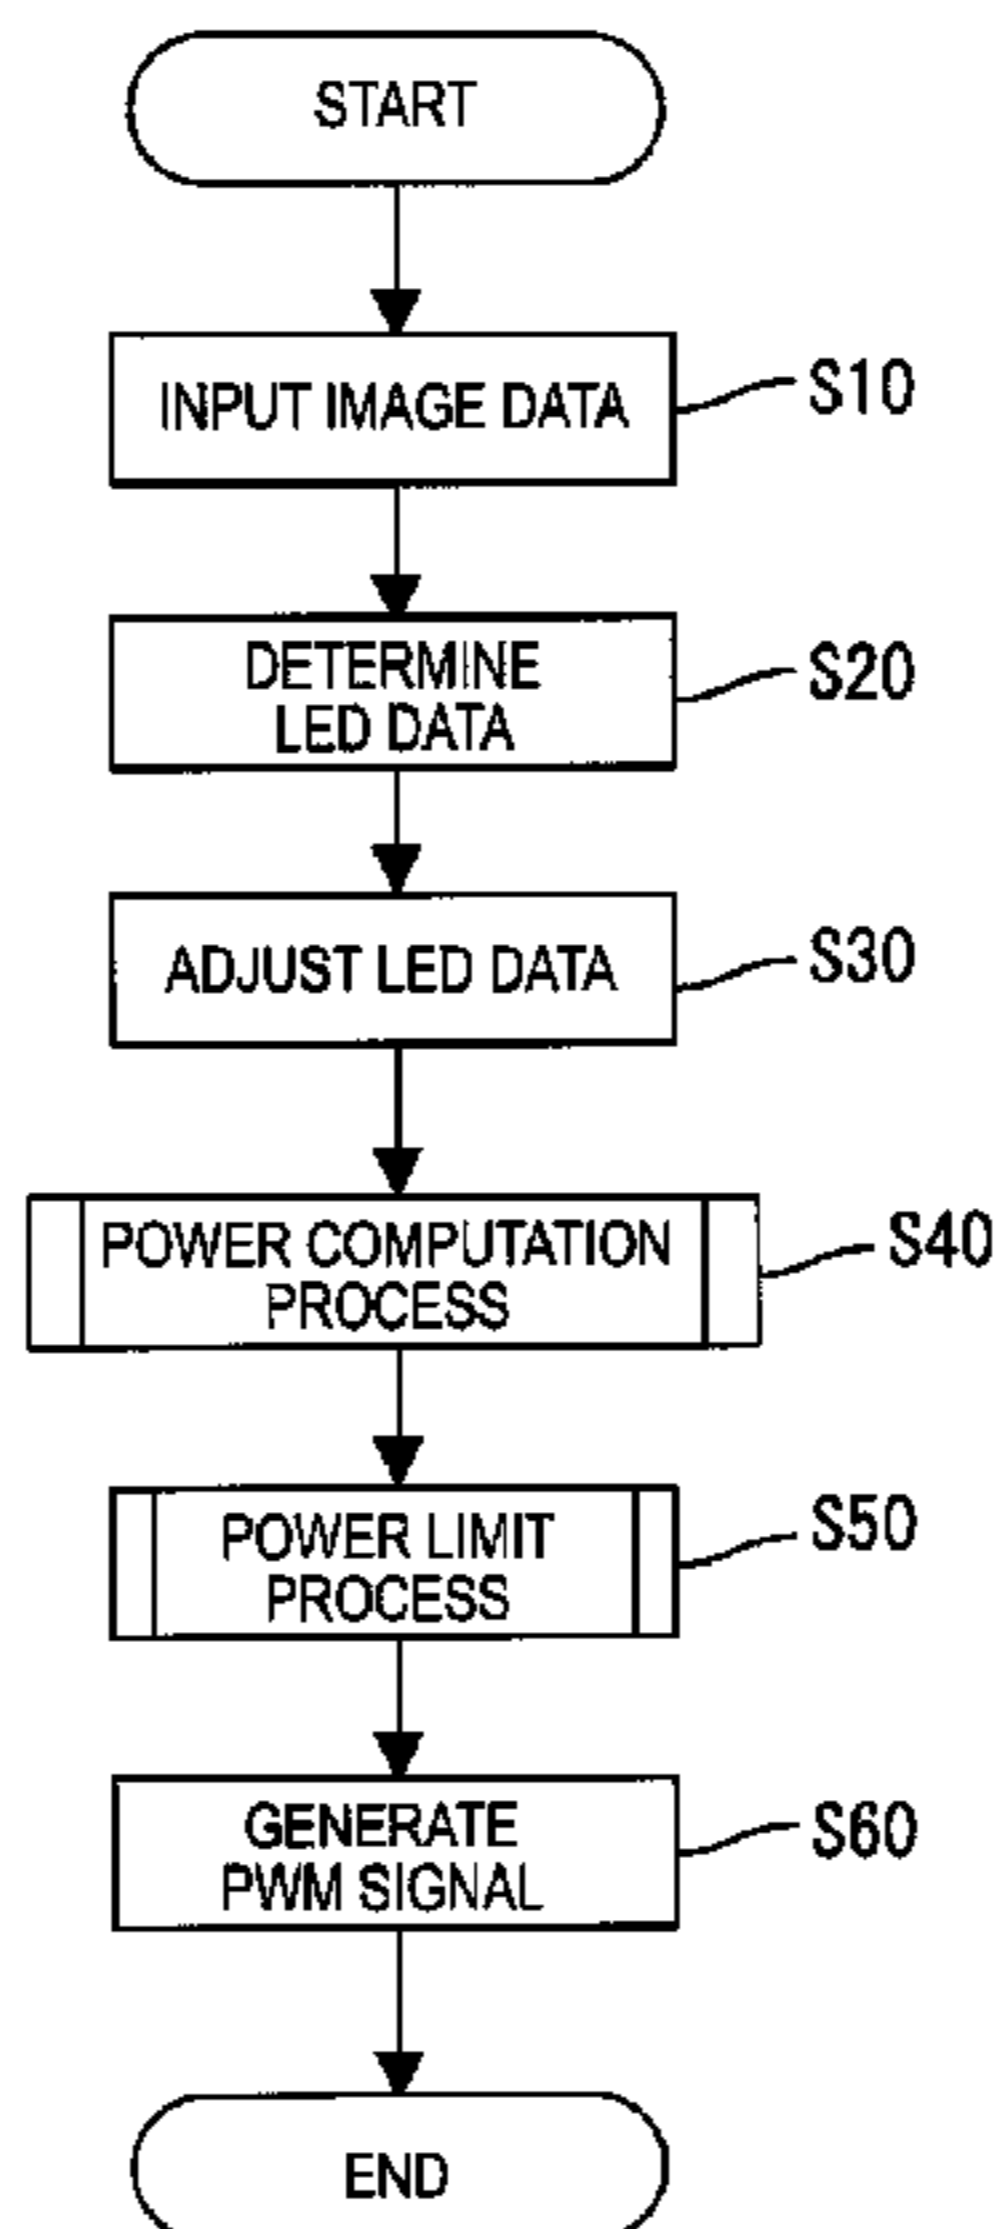 START
INPUT IMAGE DATA
S10
DETERMINE
LED DATA
S20
ADJUST LED DATA
S30
POWER COMPUTATION
PROCESS
S40
POWER LIMIT
PROCESS
S50
GENERATE
PWM SIGNAL
S60
END